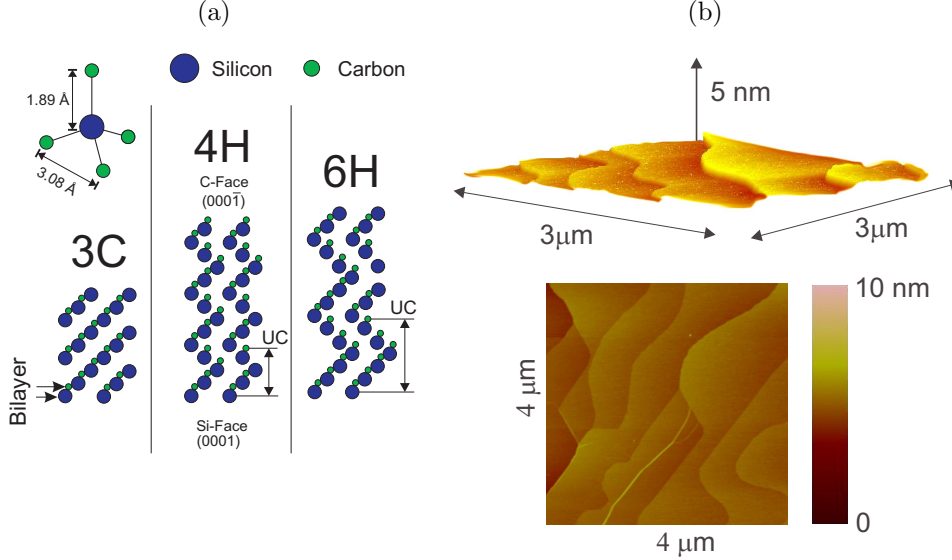 (a)
Silicon
Carbon
1.89 Å
3.08 Å
3C
Bilayer
4H
C-Face
(0001̄)
UC
Si-Face
(0001)
6H
UC
(b)
5 nm
3μm
3μm
4 μm
4 μm
10 nm
0